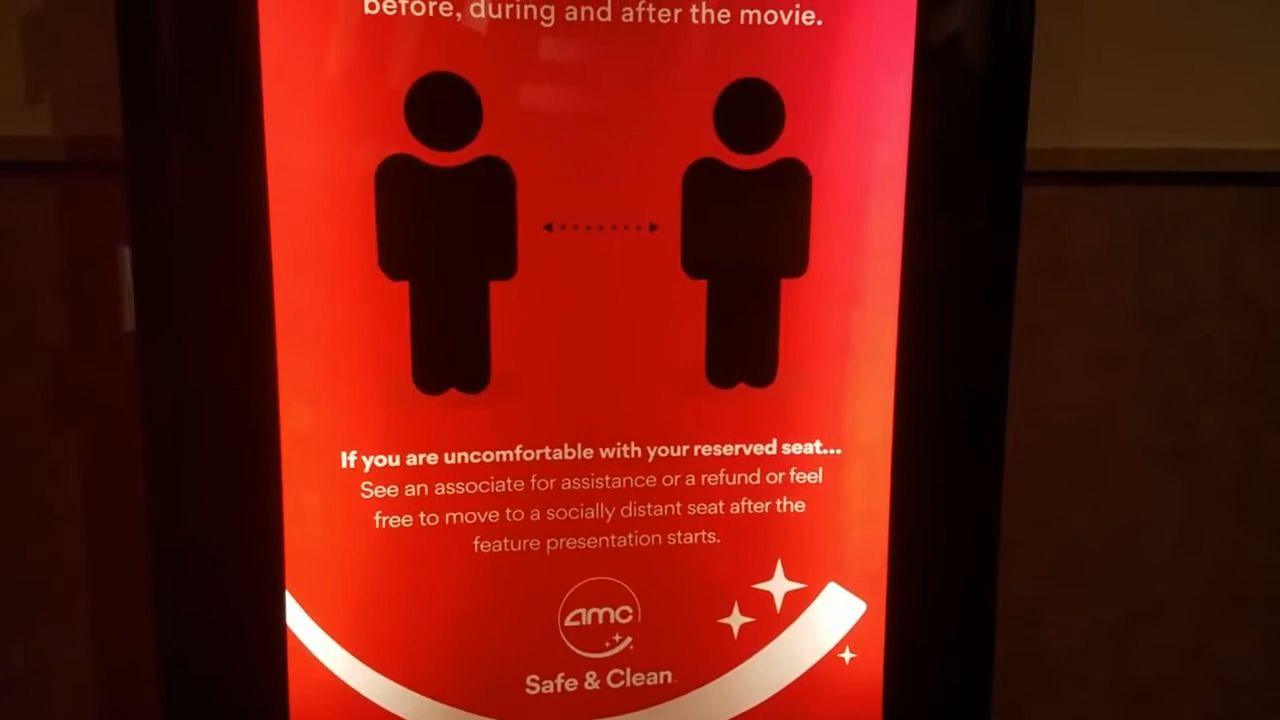 before, during and after the movie.
If you are uncomfortable with your reserved seat...
See an associate for assistance or a refund or feel
free to move to a socially distant seat after the
feature presentation starts.
amc
Safe & Clean